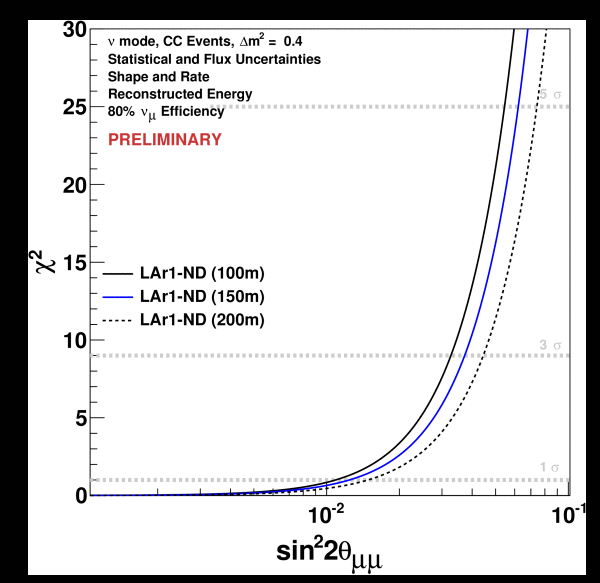 30
ν mode, CC Events, Δm² = 0.4
Statistical and Flux Uncertainties
Shape and Rate
Reconstructed Energy
80% νμ Efficiency
PRELIMINARY
5 σ
25
20
15
LAr1-ND (100m)
LAr1-ND (150m)
LAr1-ND (200m)
χ²
10
3 σ
5
1 σ
0
10⁻²
10⁻¹
sin²2θμμ